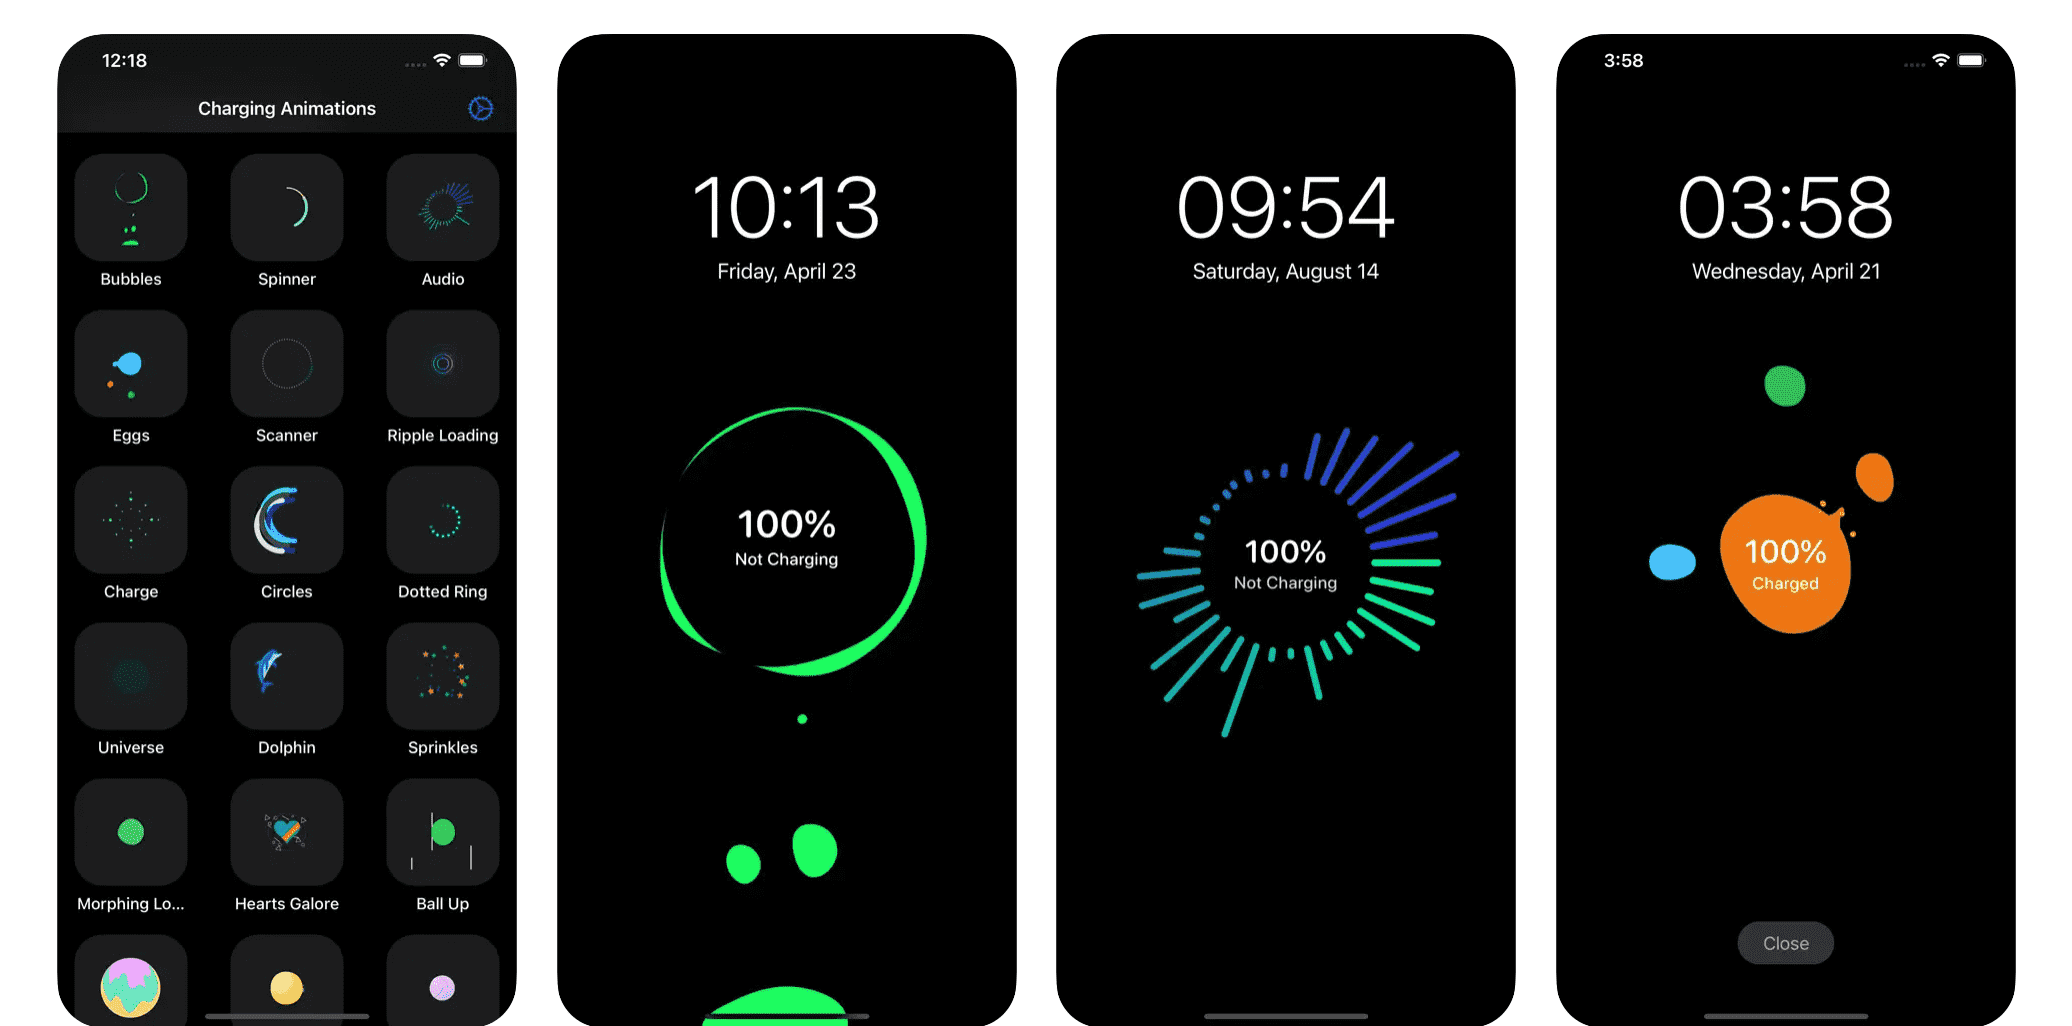 12:18
Charging Animations
Bubbles
Spinner
Audio
Eggs
Scanner
Ripple Loading
Charge
Circles
Dotted Ring
Universe
Dolphin
Sprinkles
Morphing Lo...
Hearts Galore
Ball Up
10:13
Friday, April 23
100%
Not Charging
09:54
Saturday, August 14
100%
Not Charging
3:58
03:58
Wednesday, April 21
100%
Charged
Close